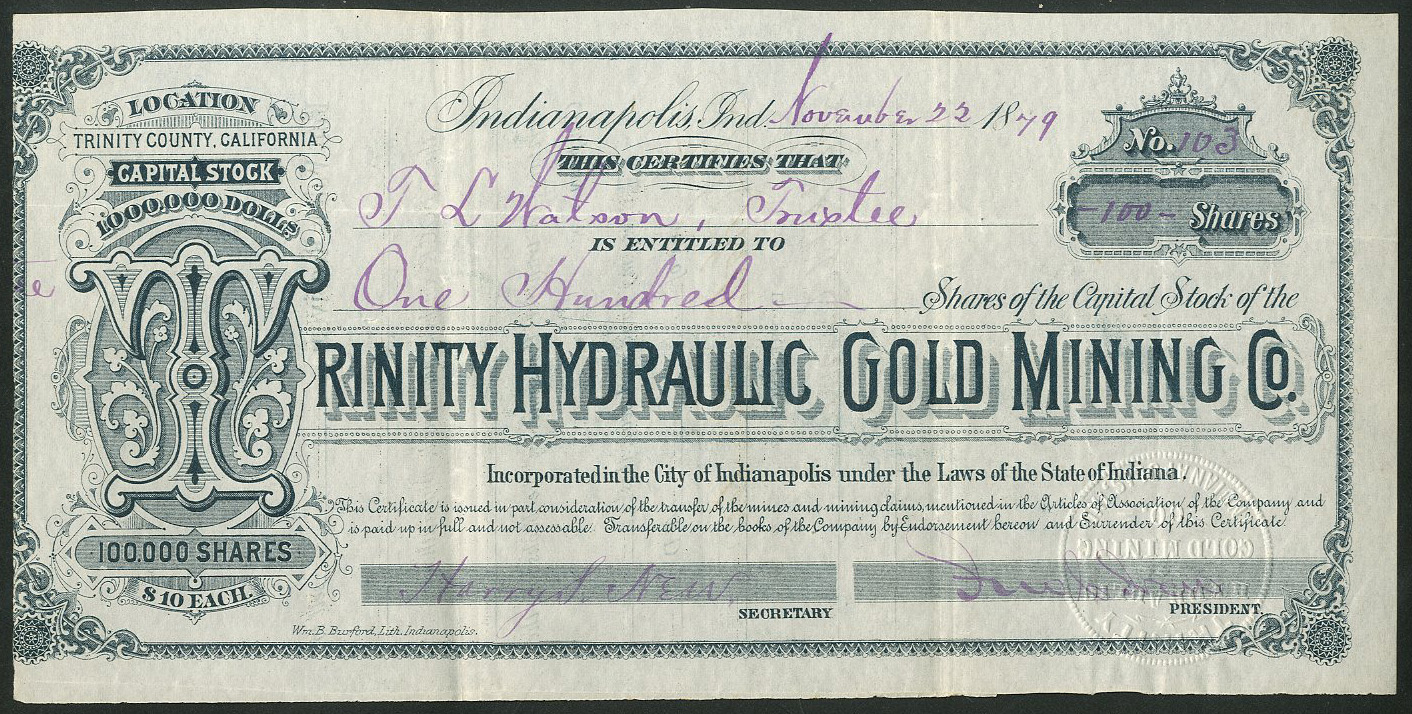 LOCATION
TRINITY COUNTY, CALIFORNIA
CAPITAL STOCK
1,000,000 DOLLS
Indianapolis, Ind. November 22 1879
THIS CERTIFIES THAT
No. 103
T L Watson, Trustee
-100- Shares
IS ENTITLED TO
One Hundred Shares of the Capital Stock of the
TRINITY HYDRAULIC GOLD MINING CO.
Incorporated in the City of Indianapolis under the Laws of the State of Indiana.
This Certificate is issued in part consideration of the transfer of the mines and mining claims, mentioned in the Articles of Association of the Company and
is paid up in full and not assessable. Transferable on the books of the Company by Endorsement hereon and Surrender of this Certificate
100.000 SHARES
$10 EACH.
Harry S. New
SECRETARY
PRESIDENT
Wm. B. Burford, Lith. Indianapolis.
GOLD MINING